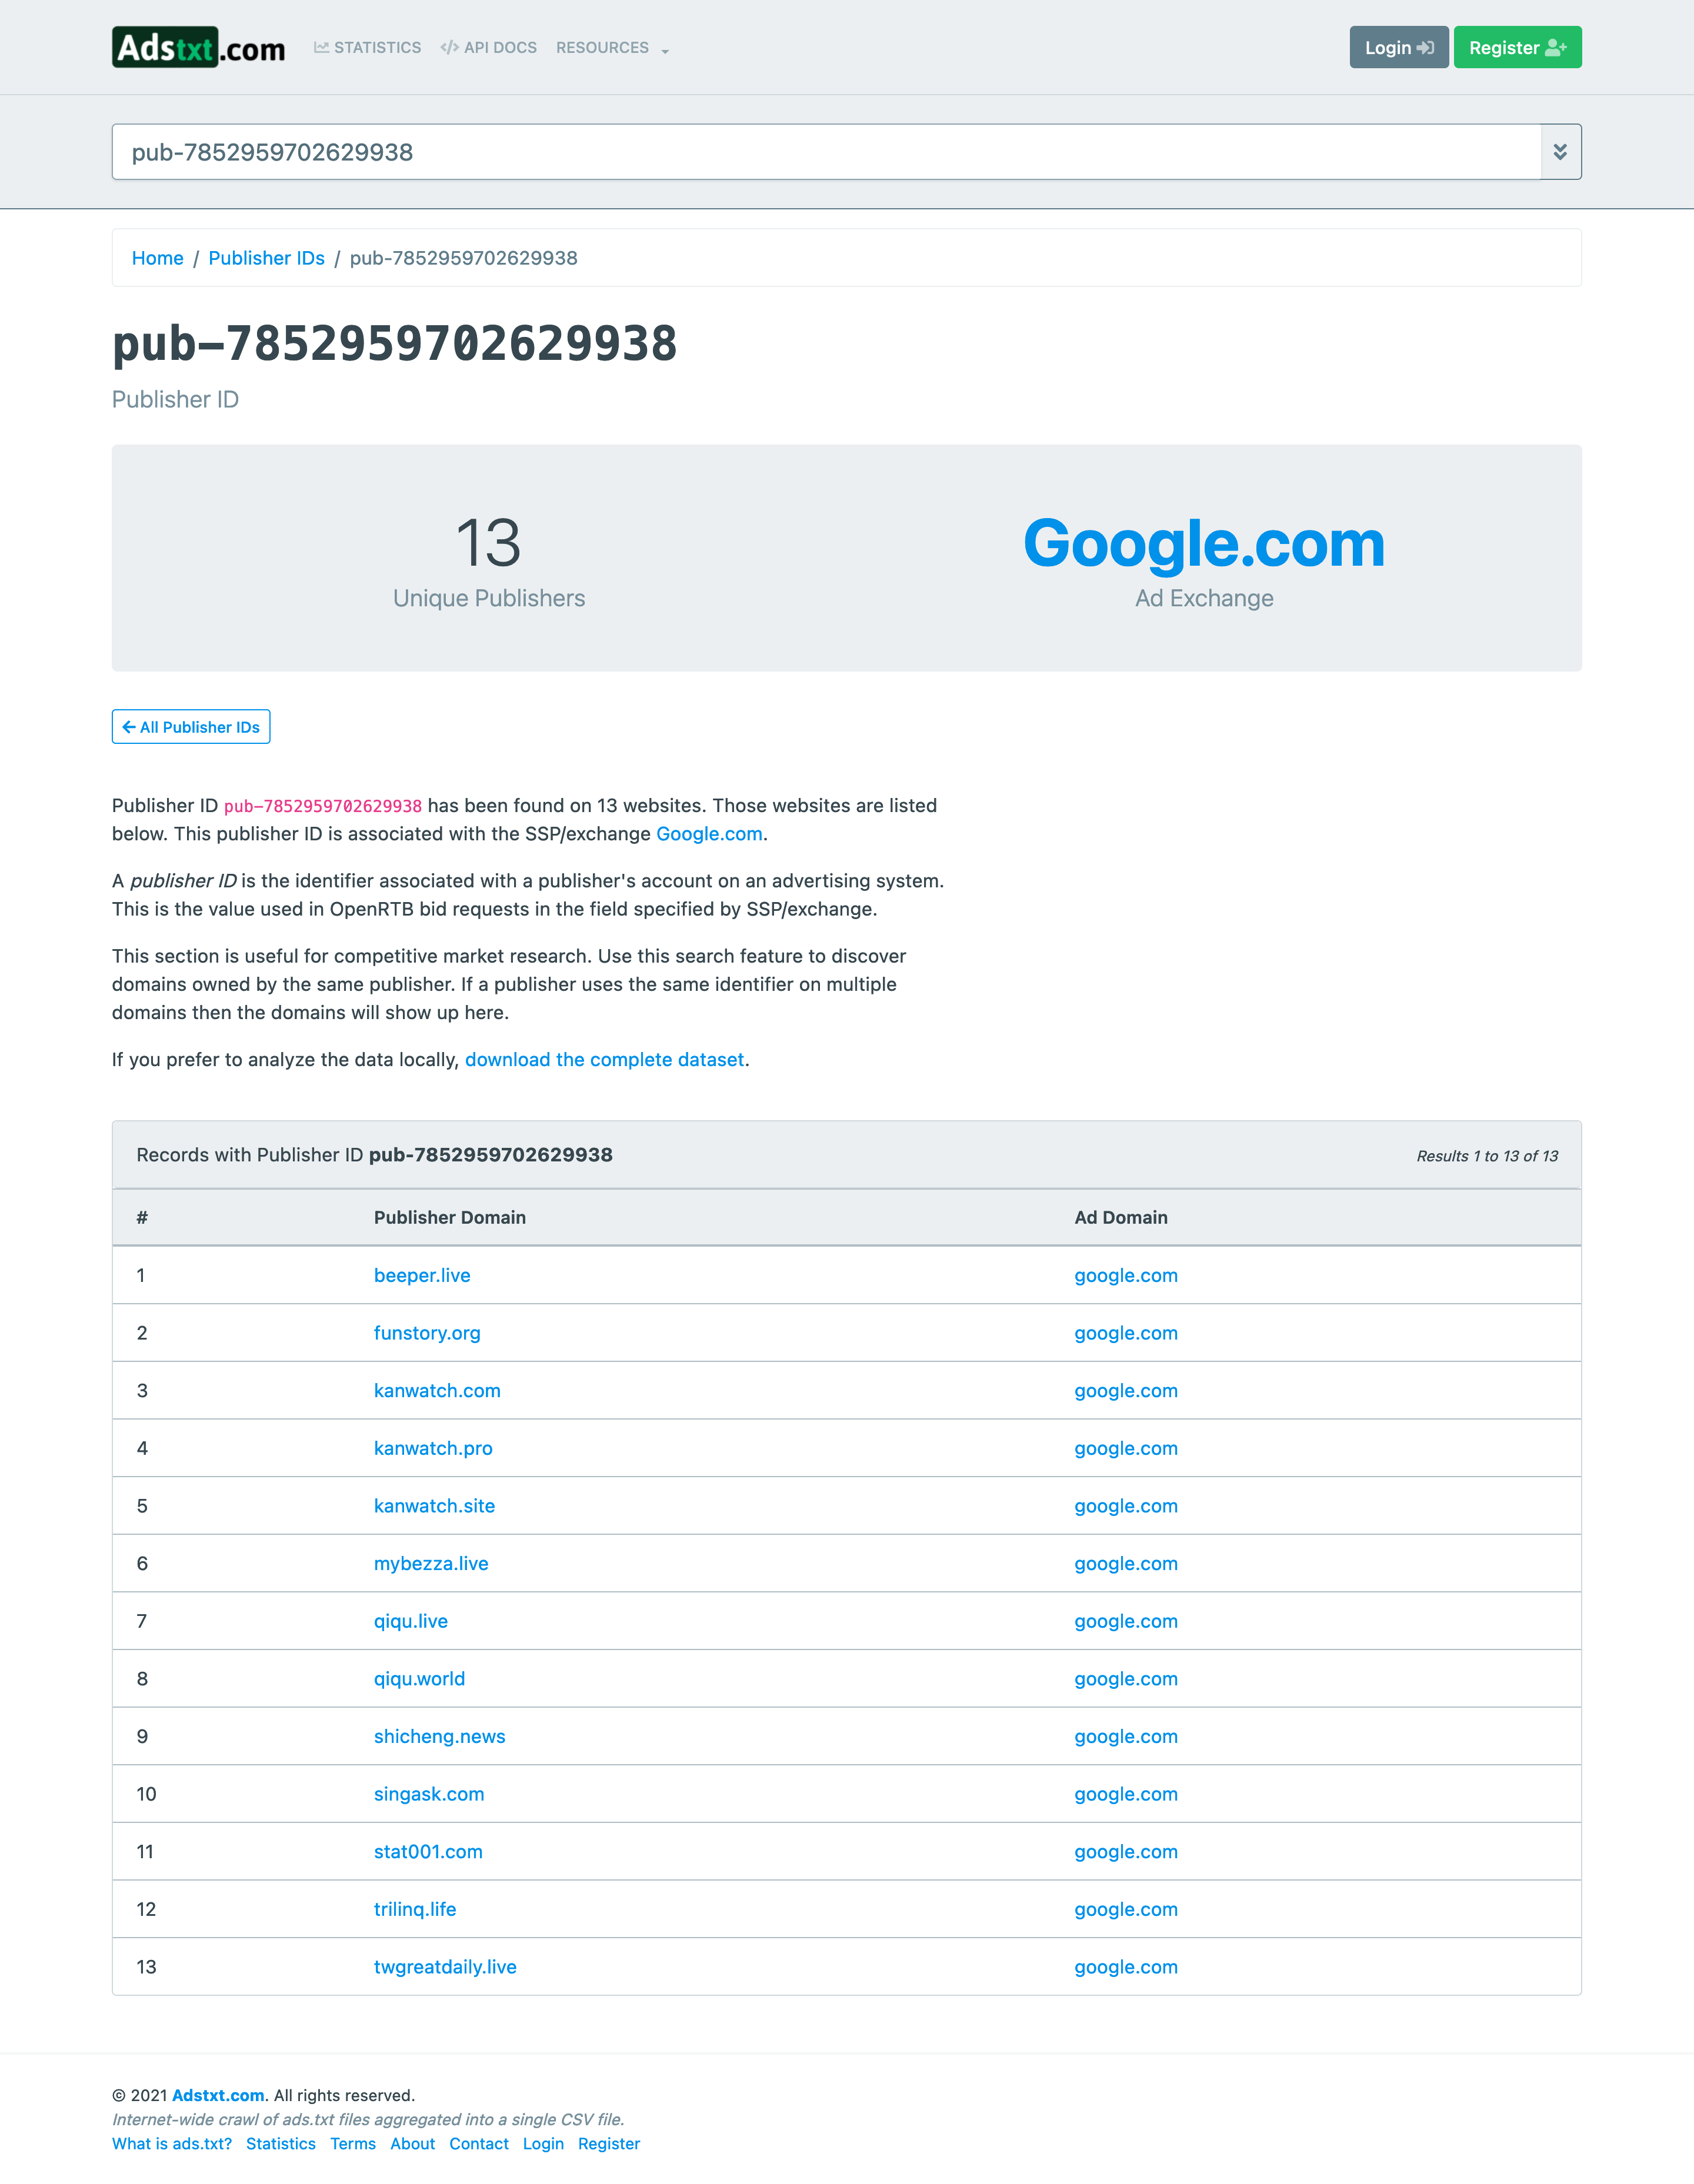 Adstxt.com STATISTICS API DOCS RESOURCES Login Register
pub-7852959702629938
Home / Publisher IDs / pub-7852959702629938
pub-7852959702629938
Publisher ID
13 Google.com
Unique Publishers Ad Exchange
All Publisher IDs
Publisher ID pub-7852959702629938 has been found on 13 websites. Those websites are listed
below. This publisher ID is associated with the SSP/exchange Google.com.
A publisher ID is the identifier associated with a publisher's account on an advertising system.
This is the value used in OpenRTB bid requests in the field specified by SSP/exchange.
This section is useful for competitive market research. Use this search feature to discover
domains owned by the same publisher. If a publisher uses the same identifier on multiple
domains then the domains will show up here.
If you prefer to analyze the data locally, download the complete dataset.
Records with Publisher ID pub-7852959702629938 Results 1 to 13 of 13
# Publisher Domain Ad Domain
1 beeper.live google.com
2 funstory.org google.com
3 kanwatch.com google.com
4 kanwatch.pro google.com
5 kanwatch.site google.com
6 mybezza.live google.com
7 qiqu.live google.com
8 qiqu.world google.com
9 shicheng.news google.com
10 singask.com google.com
11 stat001.com google.com
12 trilinq.life google.com
13 twgreatdaily.live google.com
© 2021 Adstxt.com. All rights reserved.
Internet-wide crawl of ads.txt files aggregated into a single CSV file.
What is ads.txt? Statistics Terms About Contact Login Register